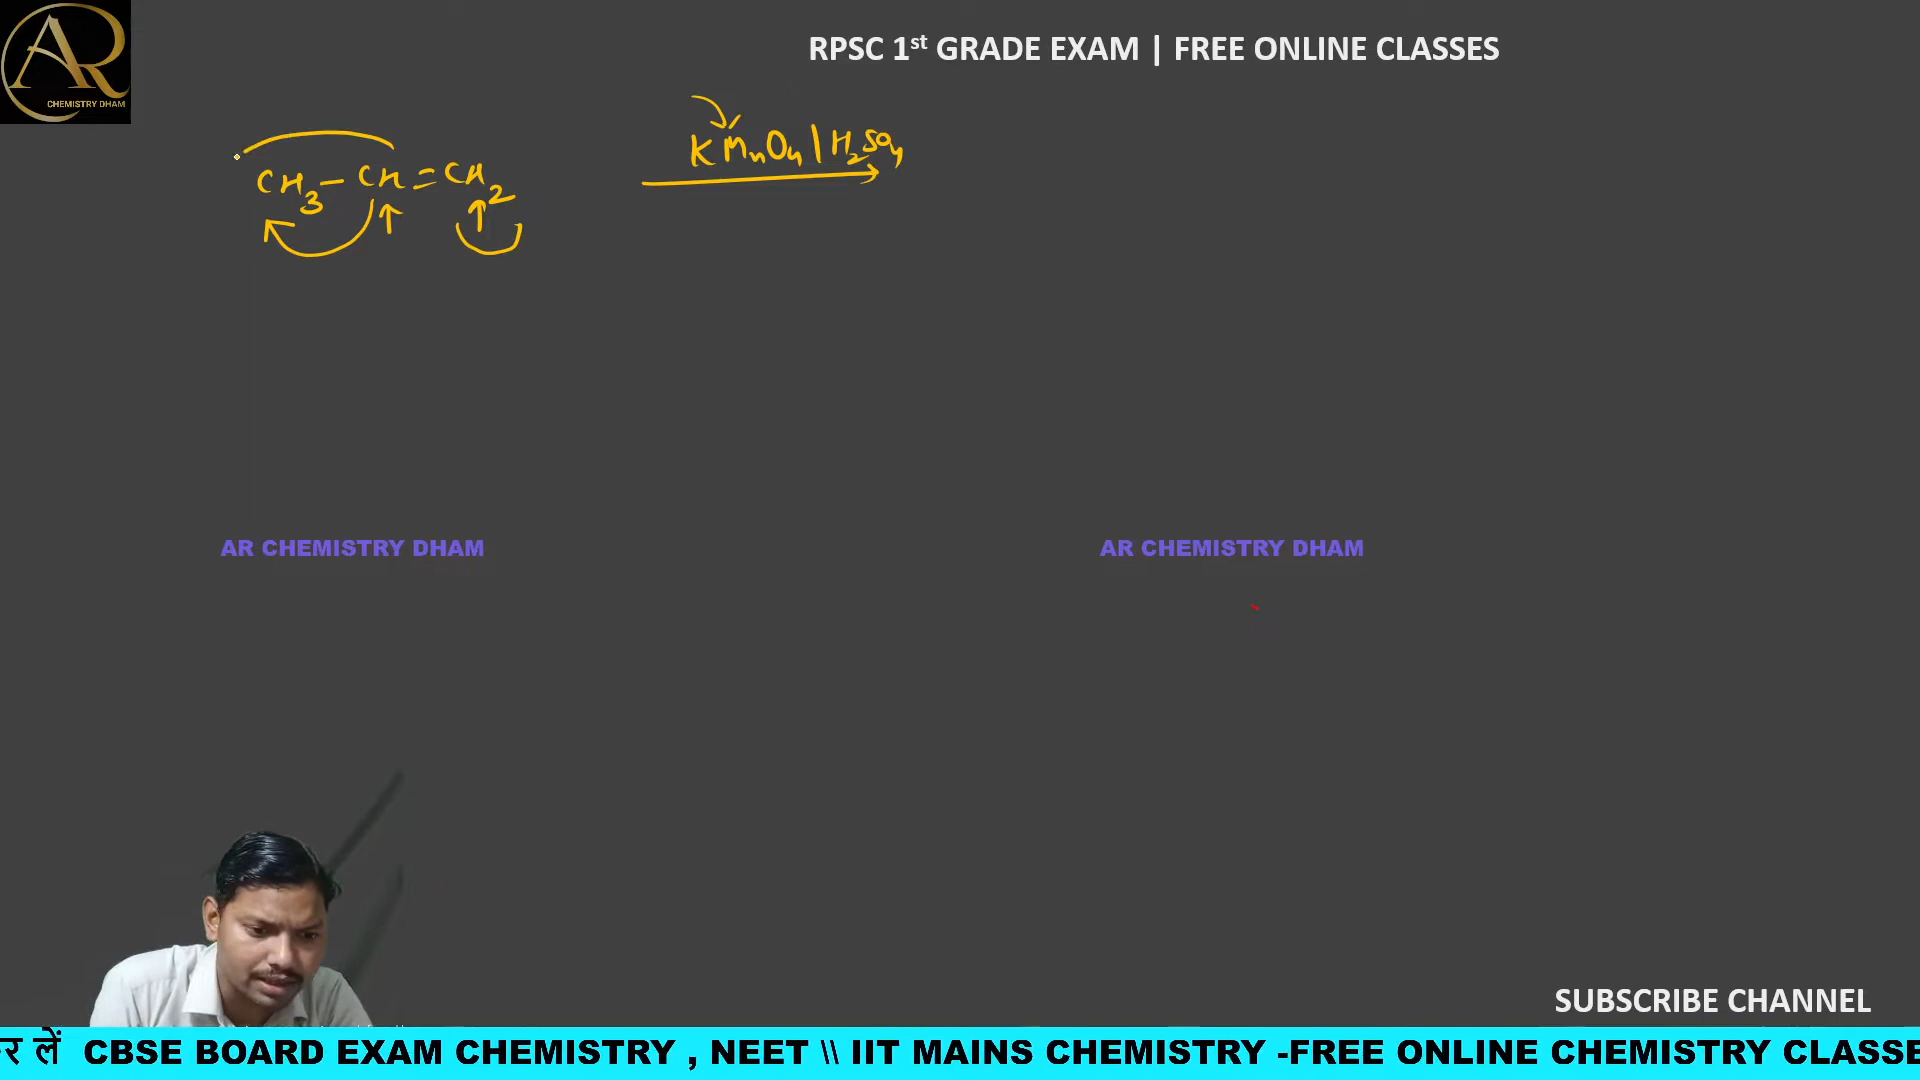 AR
CHEMISTRY DHAM
RPSC 1st GRADE EXAM | FREE ONLINE CLASSES
KMnO4 | H2SO4
CH3-CH=CH2
AR CHEMISTRY DHAM
AR CHEMISTRY DHAM
SUBSCRIBE CHANNEL
लें CBSE BOARD EXAM CHEMISTRY , NEET \\ IIT MAINS CHEMISTRY -FREE ONLINE CHEMISTRY CLASSE